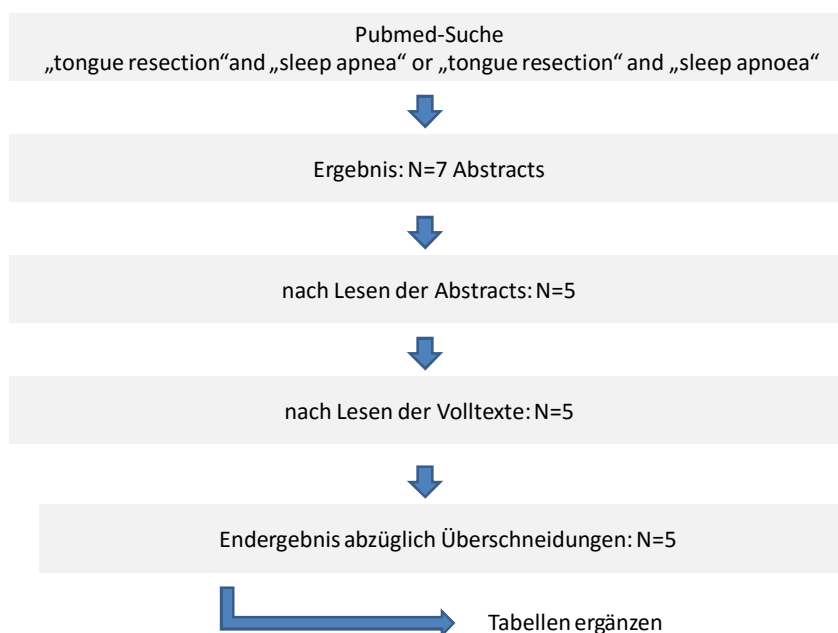 Pubmed-Suche
„tongue resection“and „sleep apnea“ or „tongue resection“ and „sleep apnoea“
Ergebnis: N=7 Abstracts
nach Lesen der Abstracts: N=5
nach Lesen der Volltexte: N=5
Endergebnis abzüglich Überschneidungen: N=5
Tabellen ergänzen